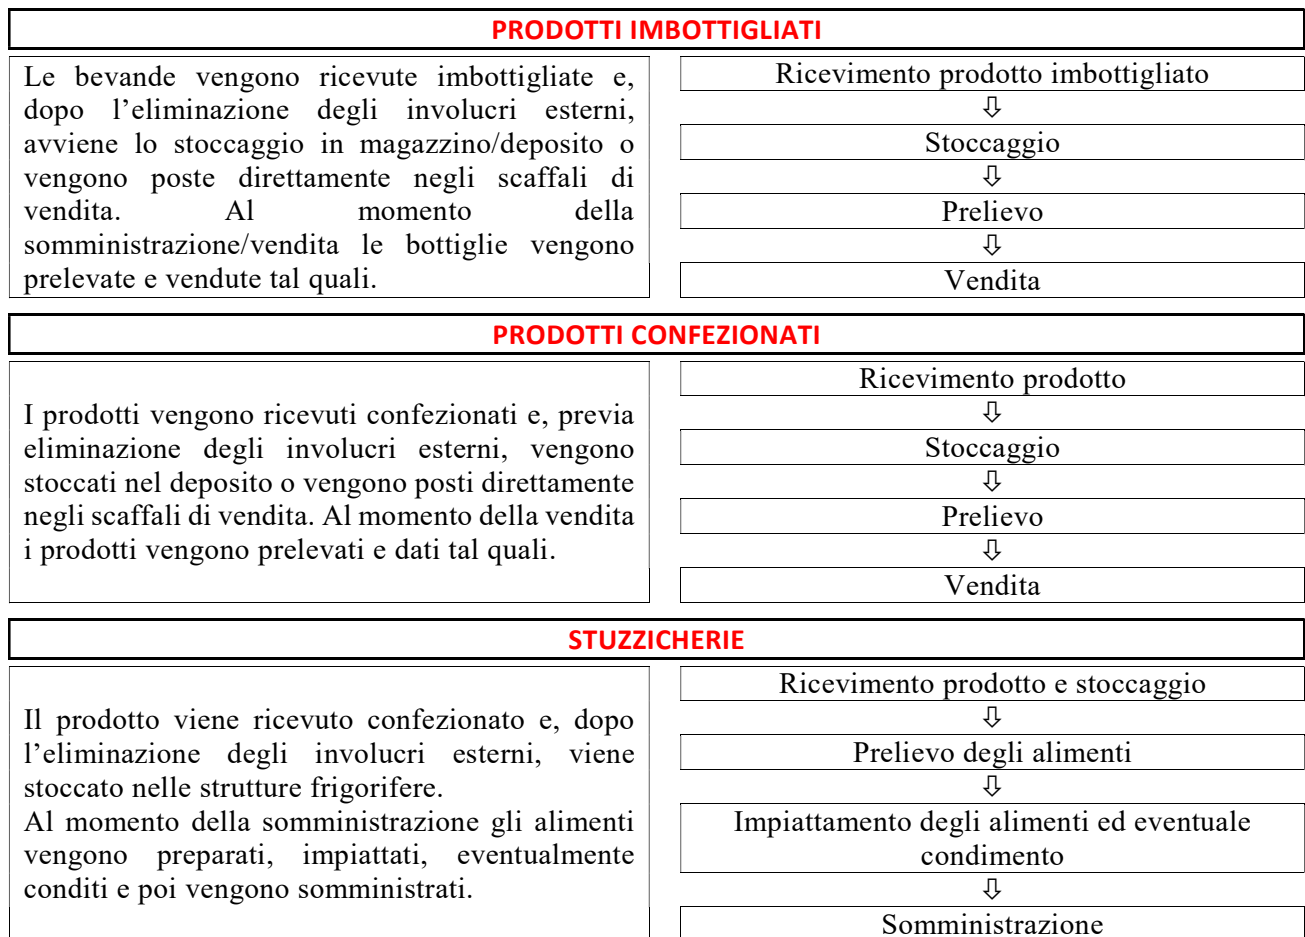 PRODOTTI IMBOTTIGLIATI
Le bevande vengono ricevute imbottigliate e,
dopo l’eliminazione degli involucri esterni,
avviene lo stoccaggio in magazzino/deposito o
vengono poste direttamente negli scaffali di
vendita. Al momento della
somministrazione/vendita le bottiglie vengono
prelevate e vendute tal quali.
Ricevimento prodotto imbottigliato
⇩
Stoccaggio
⇩
Prelievo
⇩
Vendita
PRODOTTI CONFEZIONATI
I prodotti vengono ricevuti confezionati e, previa
eliminazione degli involucri esterni, vengono
stoccati nel deposito o vengono posti direttamente
negli scaffali di vendita. Al momento della vendita
i prodotti vengono prelevati e dati tal quali.
Ricevimento prodotto
⇩
Stoccaggio
⇩
Prelievo
⇩
Vendita
STUZZICHERIE
Il prodotto viene ricevuto confezionato e, dopo
l’eliminazione degli involucri esterni, viene
stoccato nelle strutture frigorifere.
Al momento della somministrazione gli alimenti
vengono preparati, impiattati, eventualmente
conditi e poi vengono somministrati.
Ricevimento prodotto e stoccaggio
⇩
Prelievo degli alimenti
⇩
Impiattamento degli alimenti ed eventuale
condimento
⇩
Somministrazione